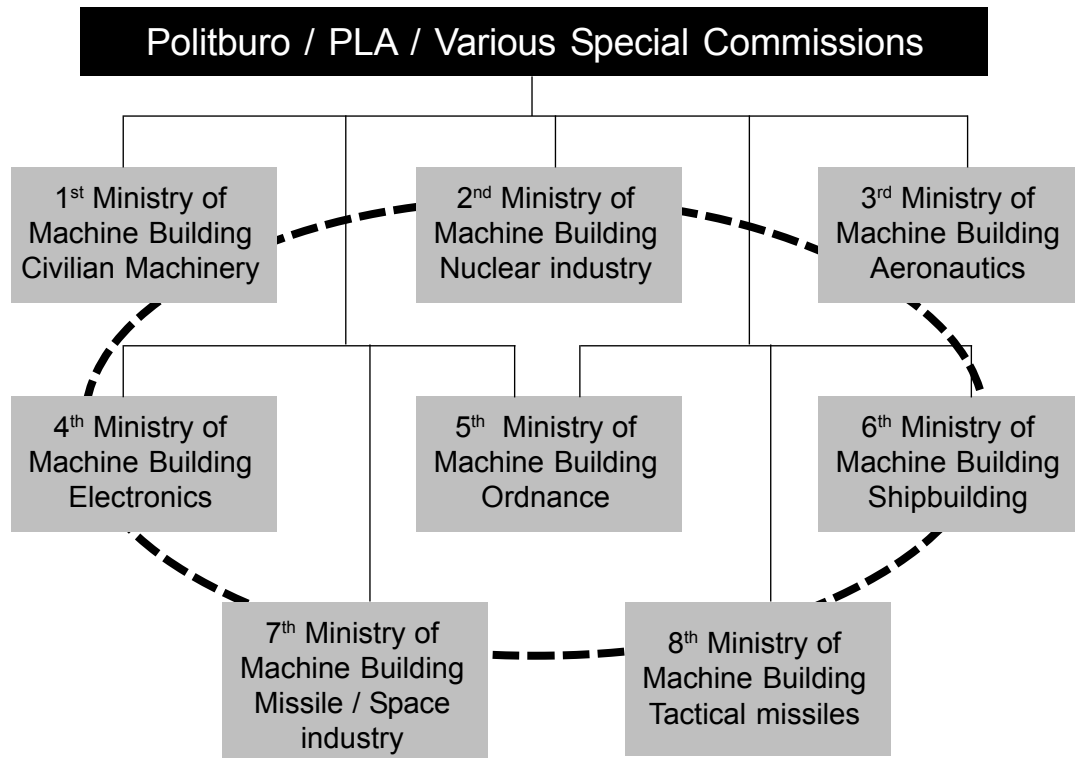 Politburo / PLA / Various Special Commissions
1st Ministry of
Machine Building
Civilian Machinery
2nd Ministry of
Machine Building
Nuclear industry
3rd Ministry of
Machine Building
Aeronautics
4th Ministry of
Machine Building
Electronics
5th Ministry of
Machine Building
Ordnance
6th Ministry of
Machine Building
Shipbuilding
7th Ministry of
Machine Building
Missile / Space
industry
8th Ministry of
Machine Building
Tactical missiles